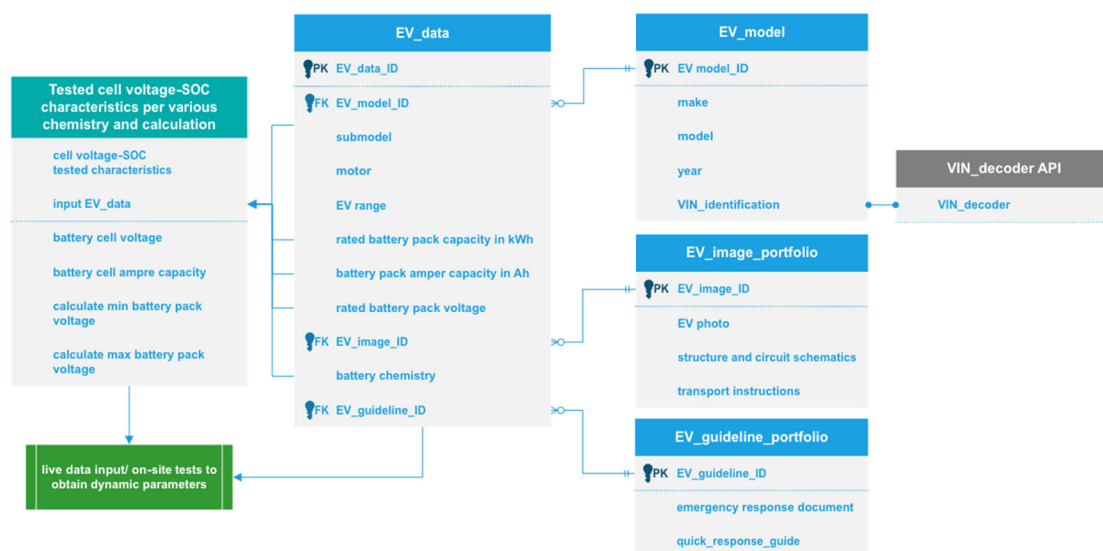 Tested cell voltage-SOC
characteristics per various
chemistry and calculation
cell voltage-SOC
tested characteristics
input EV_data
battery cell voltage
battery cell ampre capacity
calculate min battery pack
voltage
calculate max battery pack
voltage
live data input/ on-site tests to
obtain dynamic parameters
EV_data
PK EV_data_ID
FK EV_model_ID
submodel
motor
EV range
rated battery pack capacity in kWh
battery pack amper capacity in Ah
rated battery pack voltage
FK EV_image_ID
battery chemistry
FK EV_guideline_ID
EV_model
PK EV model_ID
make
model
year
VIN_identification
EV_image_portfolio
PK EV_image_ID
EV photo
structure and circuit schematics
transport instructions
EV_guideline_portfolio
PK EV_guideline_ID
emergency response document
quick_response_guide
VIN_decoder API
VIN_decoder